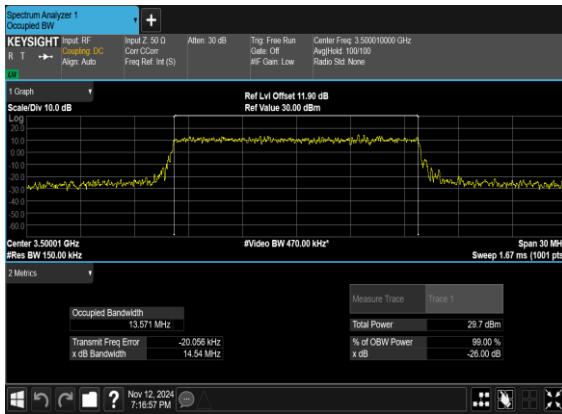 Spectrum Analyzer 1
Occupied BW
KEYSIGHT
R T
LXI
Input: RF
Coupling: DC
Align: Auto
Input Z: 50 Ω
Corr CCorr
Freq Ref: Int (S)
Atten: 30 dB
Trig: Free Run
Gate: Off
#IF Gain: Low
Center Freq: 3.500010000 GHz
Avg|Hold: 100/100
Radio Std: None
1 Graph
Scale/Div 10.0 dB
Ref Lvl Offset 11.90 dB
Ref Value 30.00 dBm
Log
20.0
10.0
0.00
-10.0
-20.0
-30.0
-40.0
-50.0
-60.0
Center 3.50001 GHz
#Video BW 470.00 kHz*
Span 30 MH
#Res BW 150.00 kHz
Sweep 1.67 ms (1001 pts
2 Metrics
Measure Trace
Trace 1
Occupied Bandwidth
13.571 MHz
Total Power
29.7 dBm
Transmit Freq Error
-20.056 kHz
% of OBW Power
99.00 %
x dB Bandwidth
14.54 MHz
x dB
-26.00 dB
?
Nov 12, 2024
7:16:57 PM